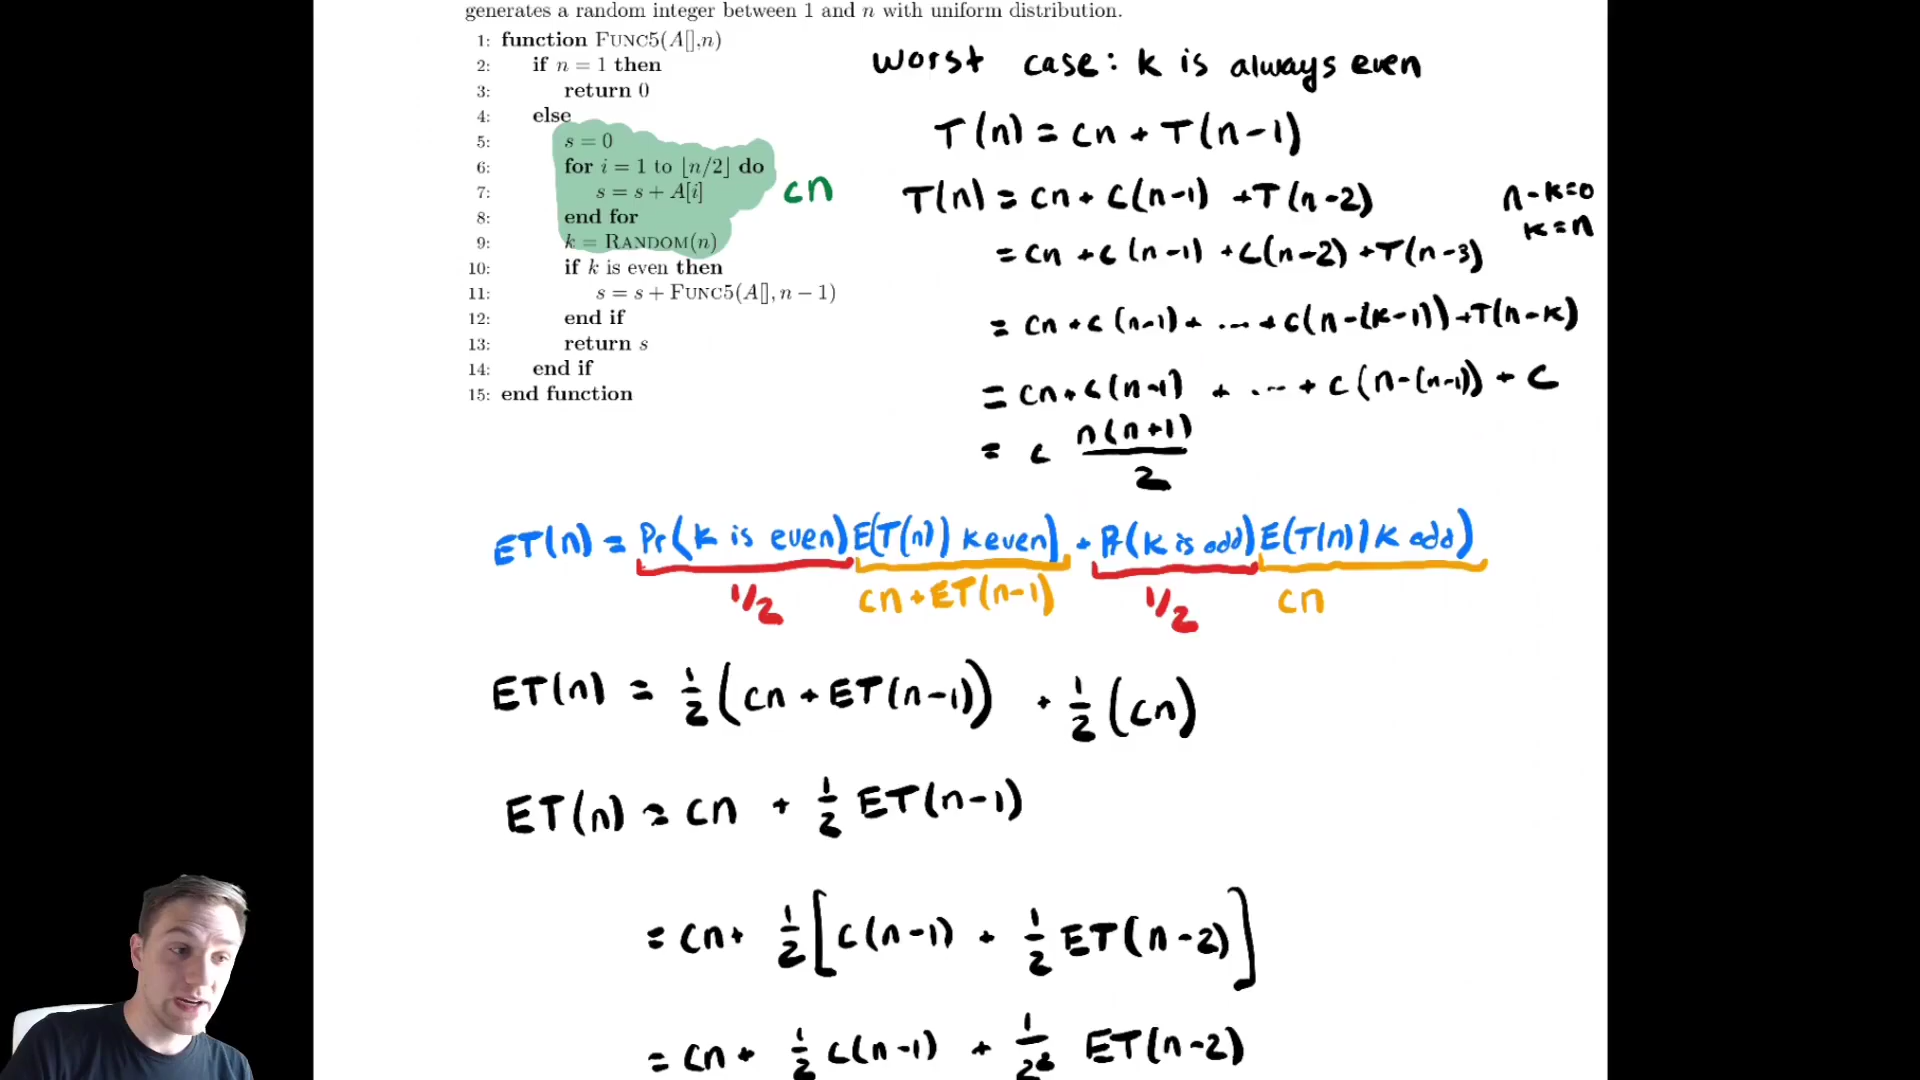 generates a random integer between 1 and n with uniform distribution.
1: function FUNC5(A[],n)
2: if n = 1 then
3: return 0
4: else
5: s = 0
6: for i = 1 to ⌊n/2⌋ do
7: s = s + A[i]
8: end for
9: k = RANDOM(n)
10: if k is even then
11: s = s + FUNC5(A[], n − 1)
12: end if
13: return s
14: end if
15: end function
cn
worst case: k is always even
T(n) = cn + T(n-1)
T(n) = cn + c(n-1) + T(n-2)
n-k=0
k=n
= cn + c(n-1) + c(n-2) + T(n-3)
= cn + c(n-1) + ... + c(n-(k-1)) + T(n-k)
= cn + c(n-1) + ... + c(n-(n-1)) + c
= c n(n+1)/2
ET(n) = Pr(k is even) E(T(n) | k even) + Pr(k is odd) E(T(n) | k odd)
1/2 cn + ET(n-1) 1/2 cn
ET(n) = 1/2 (cn + ET(n-1)) + 1/2 (cn)
ET(n) = cn + 1/2 ET(n-1)
= cn + 1/2 [c(n-1) + 1/2 ET(n-2)]
= cn + 1/2 c(n-1) + 1/2² ET(n-2)